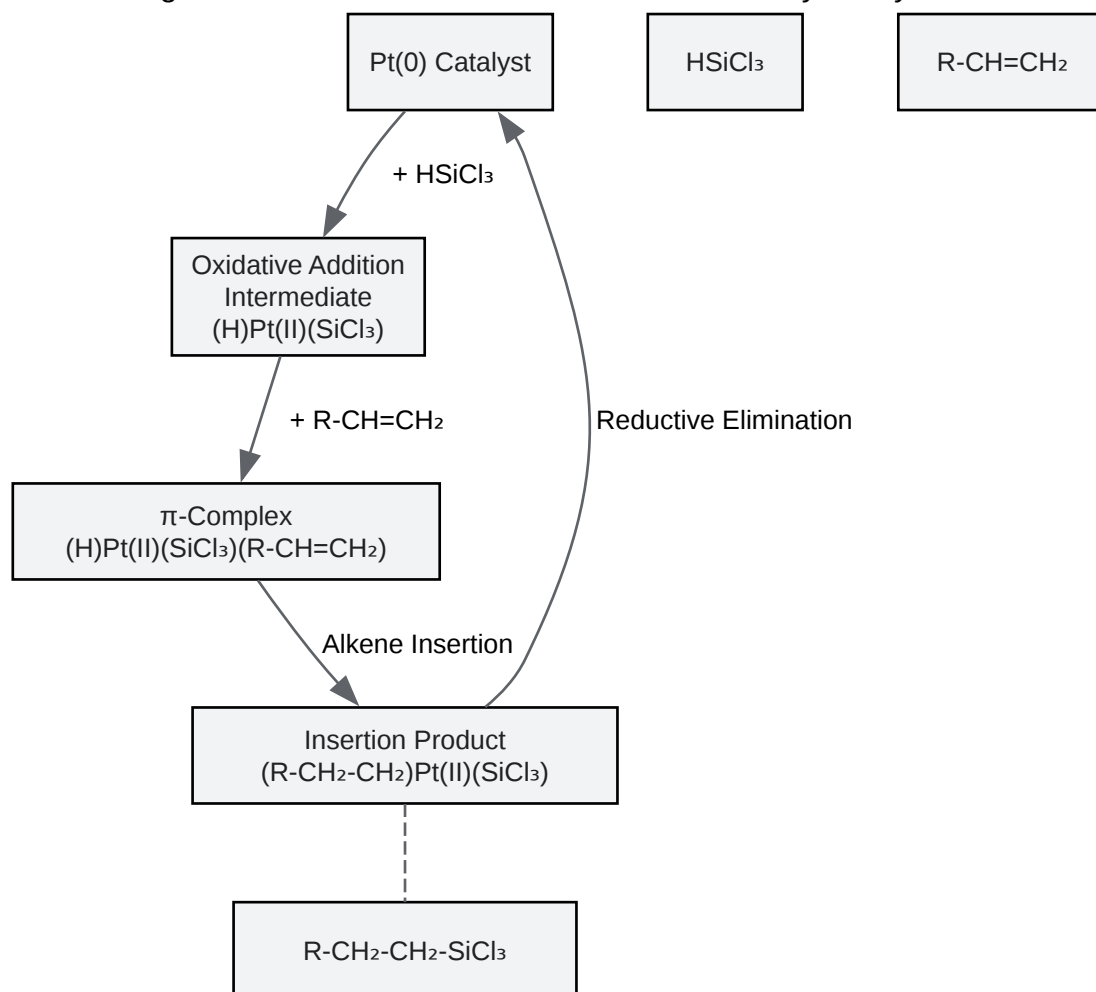 Pt(0) Catalyst
HSiCl₃
R-CH=CH₂
+ HSiCl₃
Oxidative Addition
Intermediate
(H)Pt(II)(SiCl₃)
+ R-CH=CH₂
Reductive Elimination
π-Complex
(H)Pt(II)(SiCl₃)(R-CH=CH₂)
Alkene Insertion
Insertion Product
(R-CH₂-CH₂)Pt(II)(SiCl₃)
R-CH₂-CH₂-SiCl₃